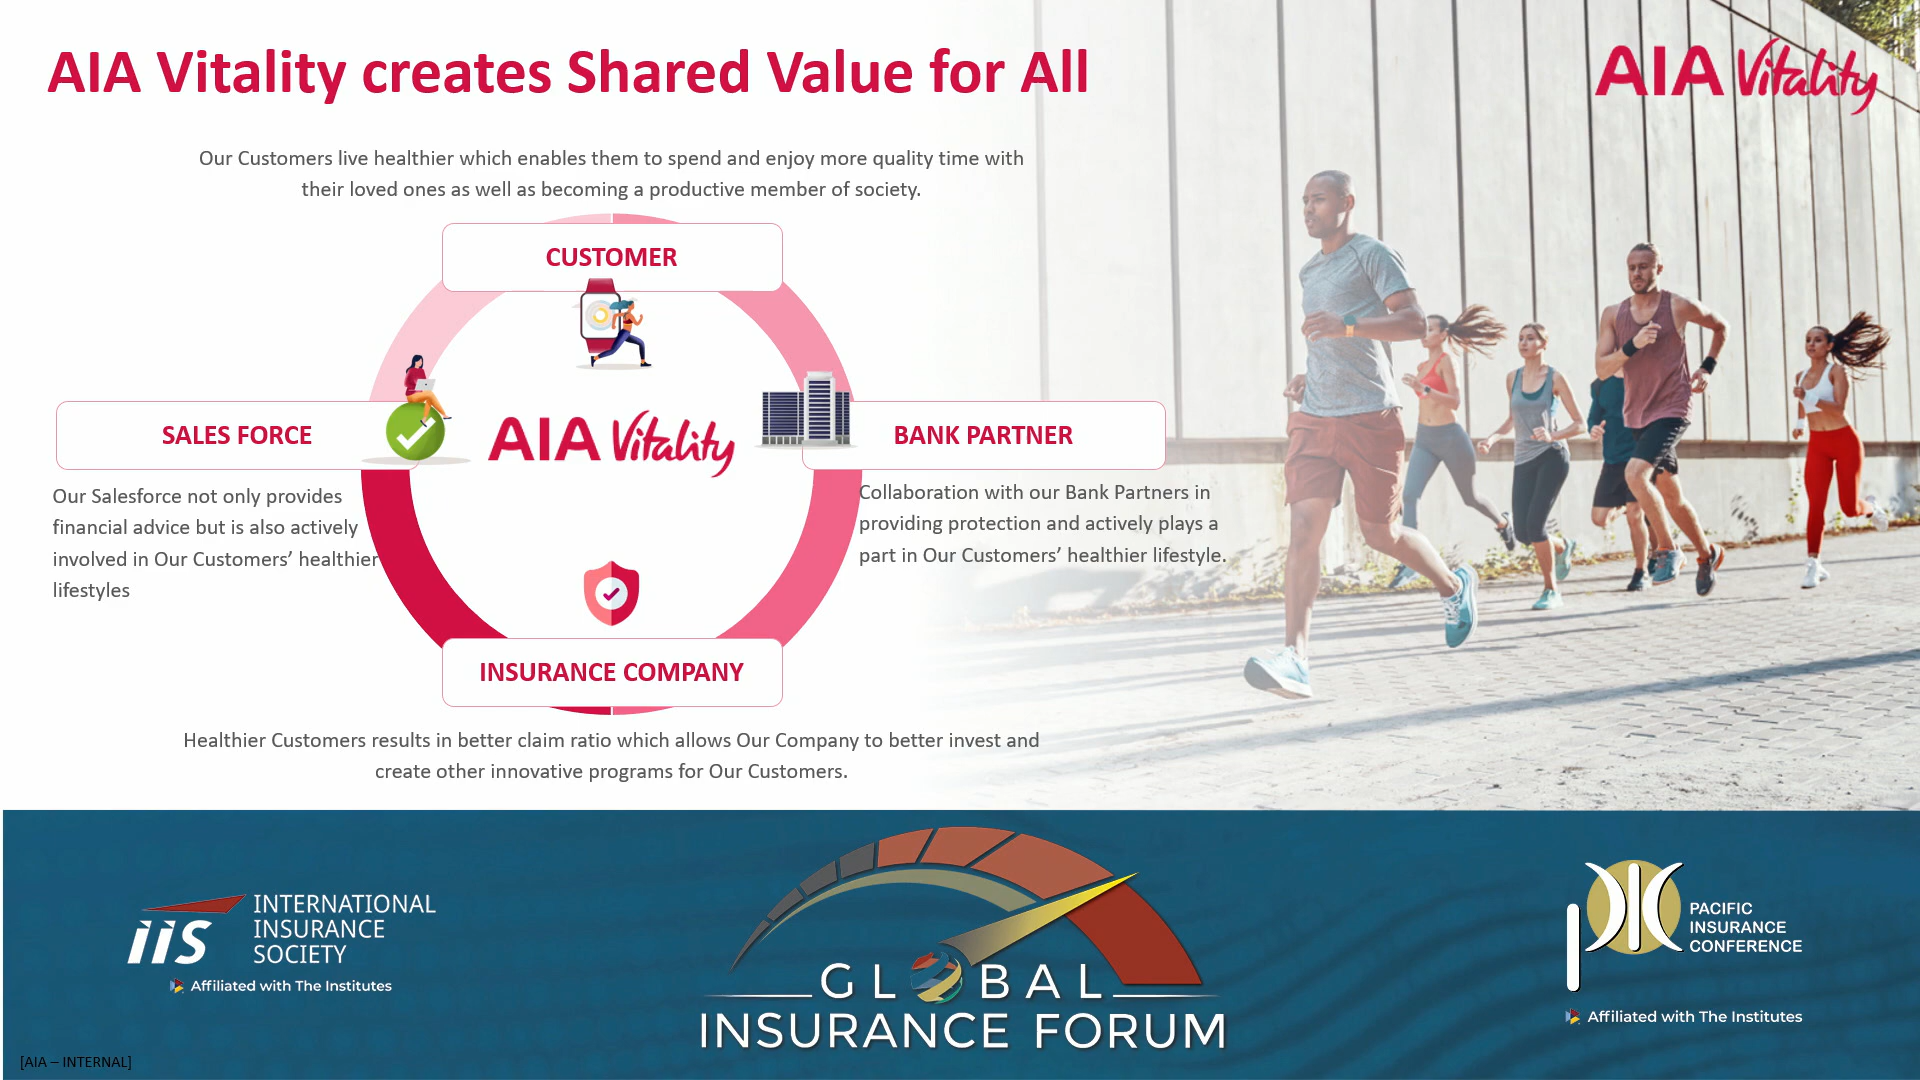 AIA Vitality creates Shared Value for All
AIA Vitality
Our Customers live healthier which enables them to spend and enjoy more quality time with
their loved ones as well as becoming a productive member of society.
CUSTOMER
SALES FORCE
AIA Vitality
BANK PARTNER
Our Salesforce not only provides
financial advice but is also actively
involved in Our Customers’ healthier
lifestyles
Collaboration with our Bank Partners in
providing protection and actively plays a
part in Our Customers’ healthier lifestyle.
INSURANCE COMPANY
Healthier Customers results in better claim ratio which allows Our Company to better invest and
create other innovative programs for Our Customers.
iis
INTERNATIONAL
INSURANCE
SOCIETY
Affiliated with The Institutes
GLOBAL
INSURANCE FORUM
pic
PACIFIC
INSURANCE
CONFERENCE
Affiliated with The Institutes
[AIA – INTERNAL]